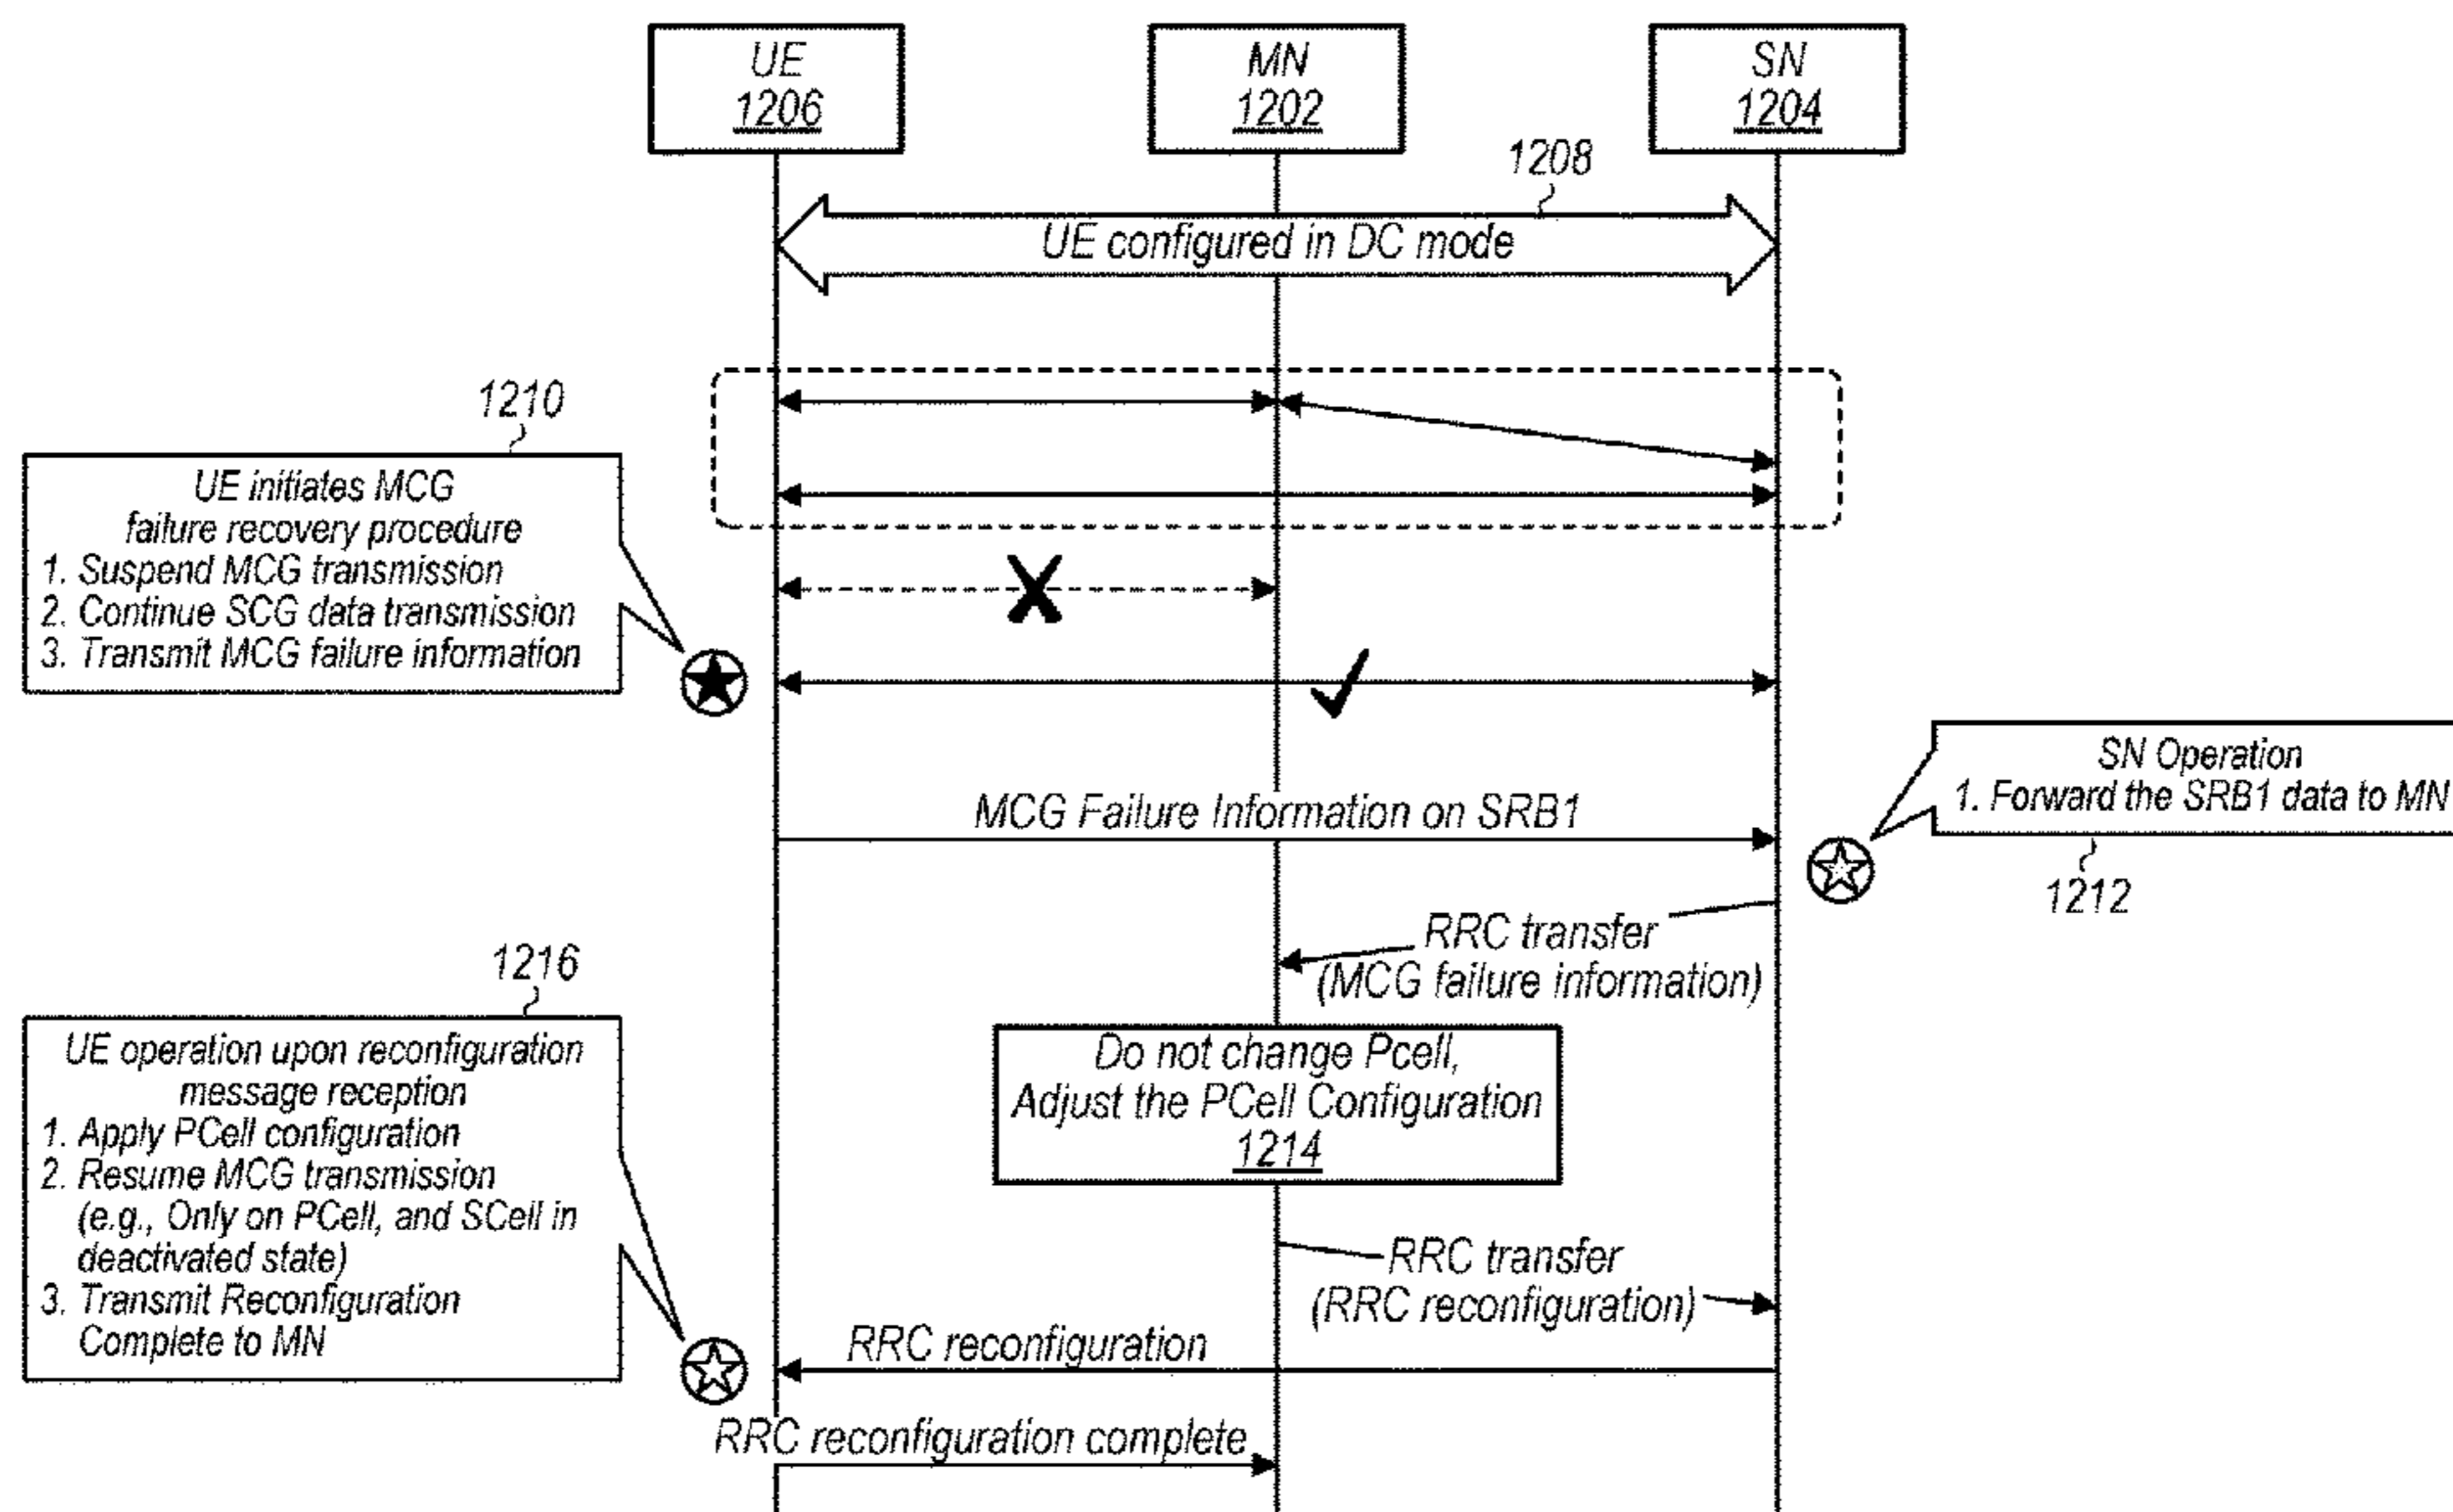 UE
1206
MN
1202
SN
1204
1208
UE configured in DC mode
1210
UE initiates MCG
failure recovery procedure
1. Suspend MCG transmission
2. Continue SCG data transmission
3. Transmit MCG failure information
SN Operation
1. Forward the SRB1 data to MN
1212
MCG Failure Information on SRB1
RRC transfer
(MCG failure information)
1216
UE operation upon reconfiguration
message reception
1. Apply PCell configuration
2. Resume MCG transmission
(e.g., Only on PCell, and SCell in
deactivated state)
3. Transmit Reconfiguration
Complete to MN
Do not change Pcell,
Adjust the PCell Configuration
1214
RRC transfer
(RRC reconfiguration)
RRC reconfiguration
RRC reconfiguration complete